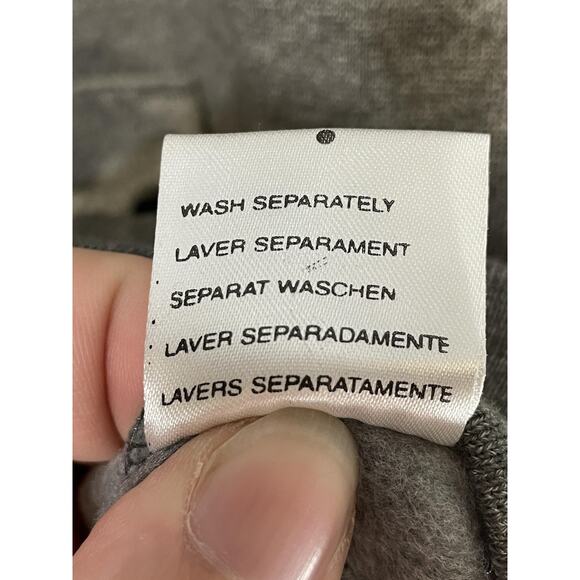 WASH SEPARATELY
LAVER SEPARAMENT
SEPARAT WASCHEN
LAVER SEPARADAMENTE
LAVERS SEPARATAMENTE